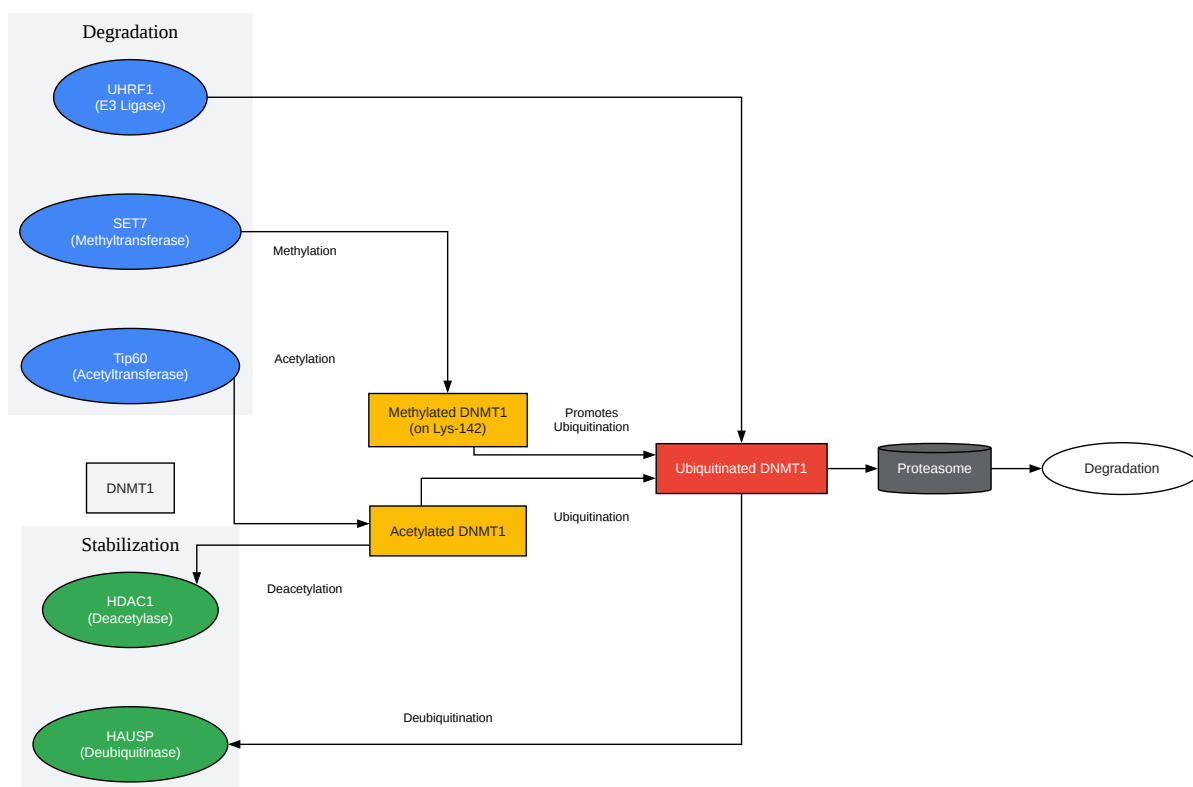 Degradation
UHRF1
(E3 Ligase)
SET7
(Methyltransferase)
Methylation
Tip60
(Acetyltransferase)
Acetylation
Methylated DNMT1
(on Lys-142)
Promotes
Ubiquitination
Ubiquitinated DNMT1
Proteasome
Degradation
DNMT1
Acetylated DNMT1
Ubiquitination
Stabilization
HDAC1
(Deacetylase)
Deacetylation
HAUSP
(Deubiquitinase)
Deubiquitination